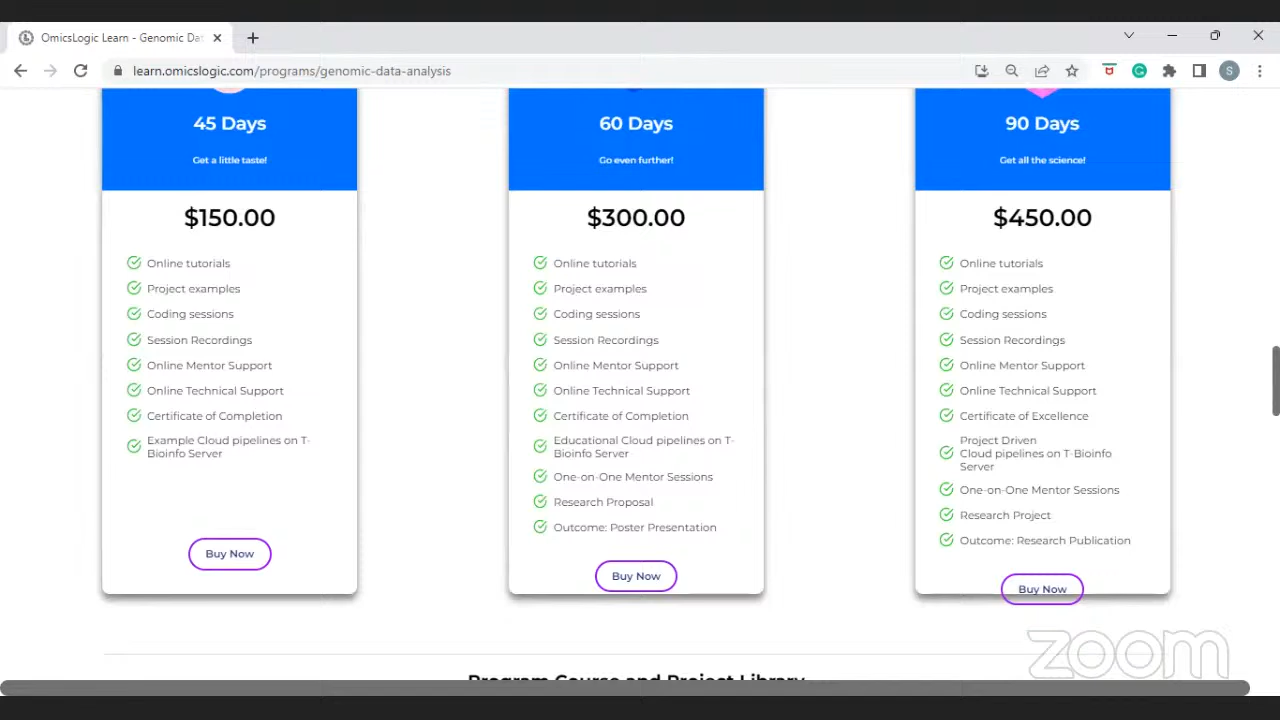 OmicsLogic Learn - Genomic Dat
learn.omicslogic.com/programs/genomic-data-analysis
S
45 Days
Get a little taste!
$150.00
Online tutorials
Project examples
Coding sessions
Session Recordings
Online Mentor Support
Online Technical Support
Certificate of Completion
Example Cloud pipelines on T-
Bioinfo Server
Buy Now
60 Days
Go even further!
$300.00
Online tutorials
Project examples
Coding sessions
Session Recordings
Online Mentor Support
Online Technical Support
Certificate of Completion
Educational Cloud pipelines on T-
Bioinfo Server
One-on-One Mentor Sessions
Research Proposal
Outcome: Poster Presentation
Buy Now
90 Days
Get all the science!
$450.00
Online tutorials
Project examples
Coding sessions
Session Recordings
Online Mentor Support
Online Technical Support
Certificate of Excellence
Project Driven
Cloud pipelines on T-Bioinfo
Server
One-on-One Mentor Sessions
Research Project
Outcome: Research Publication
Buy Now
Program Course and Project Library
zoom